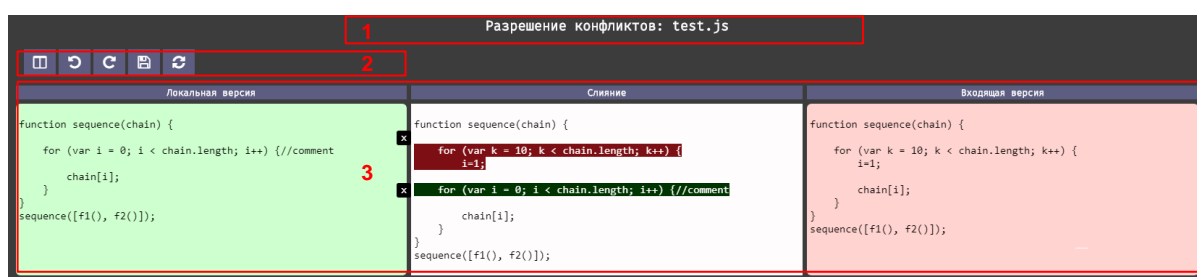 1
Разрешение конфликтов: test.js
2
Локальная версия
Слияние
Входящая версия
function sequence(chain) {
    for (var i = 0; i < chain.length; i++) {//comment
        chain[i];
    }
}
sequence([f1(), f2()]);
3
x
x
function sequence(chain) {
    for (var k = 10; k < chain.length; k++) {
        i=1;
    for (var i = 0; i < chain.length; i++) {//comment
        chain[i];
    }
}
sequence([f1(), f2()]);
function sequence(chain) {
    for (var k = 10; k < chain.length; k++) {
        i=1;
        chain[i];
    }
}
sequence([f1(), f2()]);